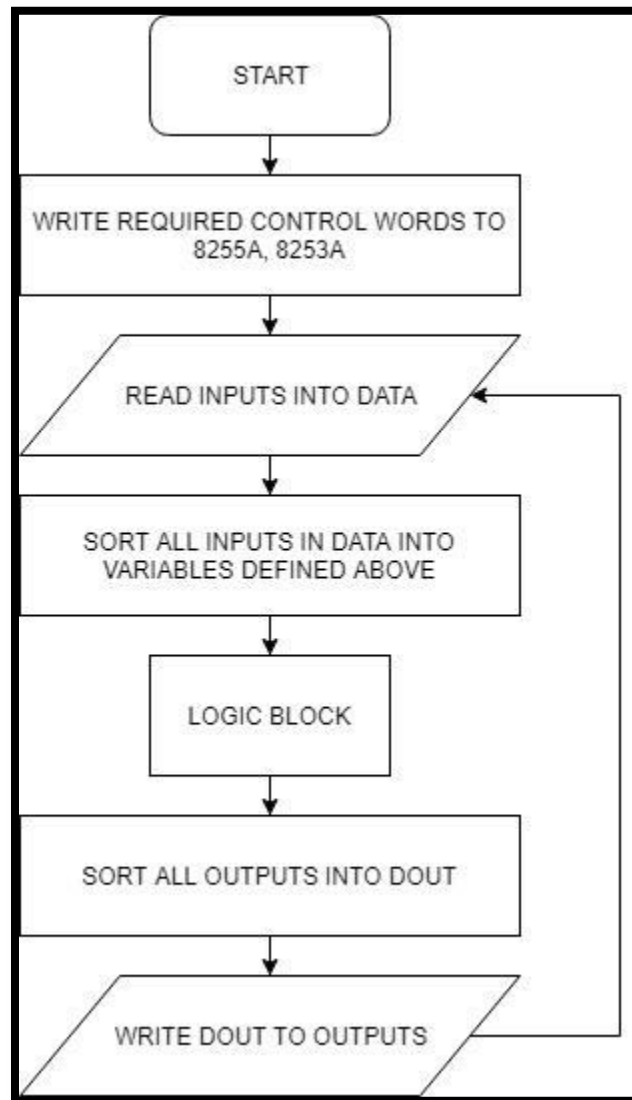 START
WRITE REQUIRED CONTROL WORDS TO
8255A, 8253A
READ INPUTS INTO DATA
SORT ALL INPUTS IN DATA INTO
VARIABLES DEFINED ABOVE
LOGIC BLOCK
SORT ALL OUTPUTS INTO DOUT
WRITE DOUT TO OUTPUTS